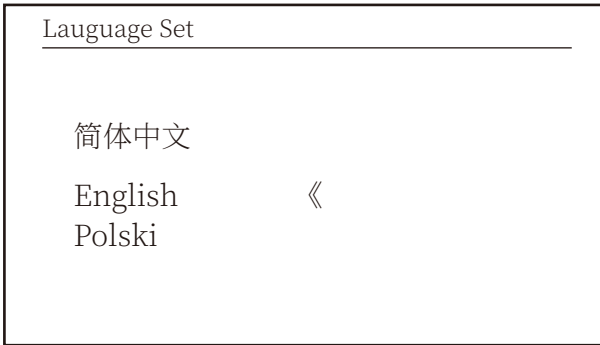 Lauguage Set
简体中文
English 《
Polski